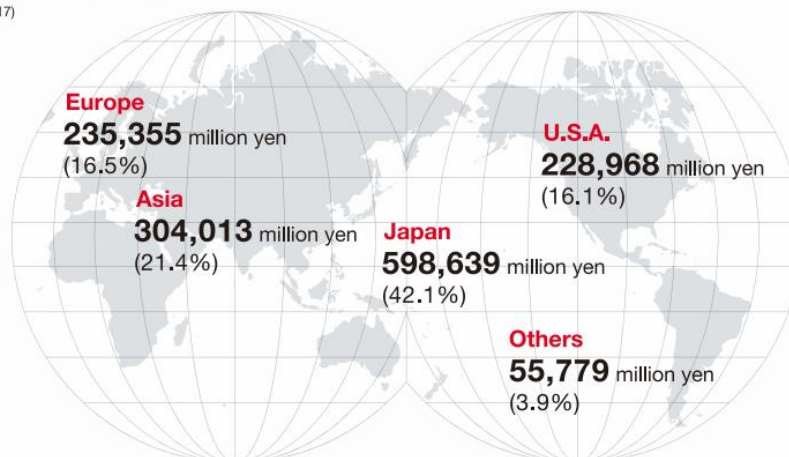 17)
Europe
235,355 million yen
(16.5%)
Asia
304,013 million yen
(21.4%)
Japan
598,639 million yen
(42.1%)
U.S.A.
228,968 million yen
(16.1%)
Others
55,779 million yen
(3.9%)